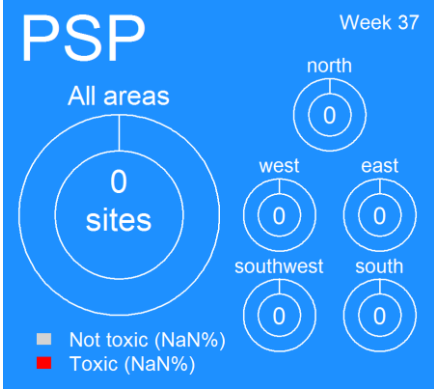 PSP
Week 37
All areas
0
sites
north
0
west
0
east
0
southwest
0
south
0
Not toxic (NaN%)
Toxic (NaN%)